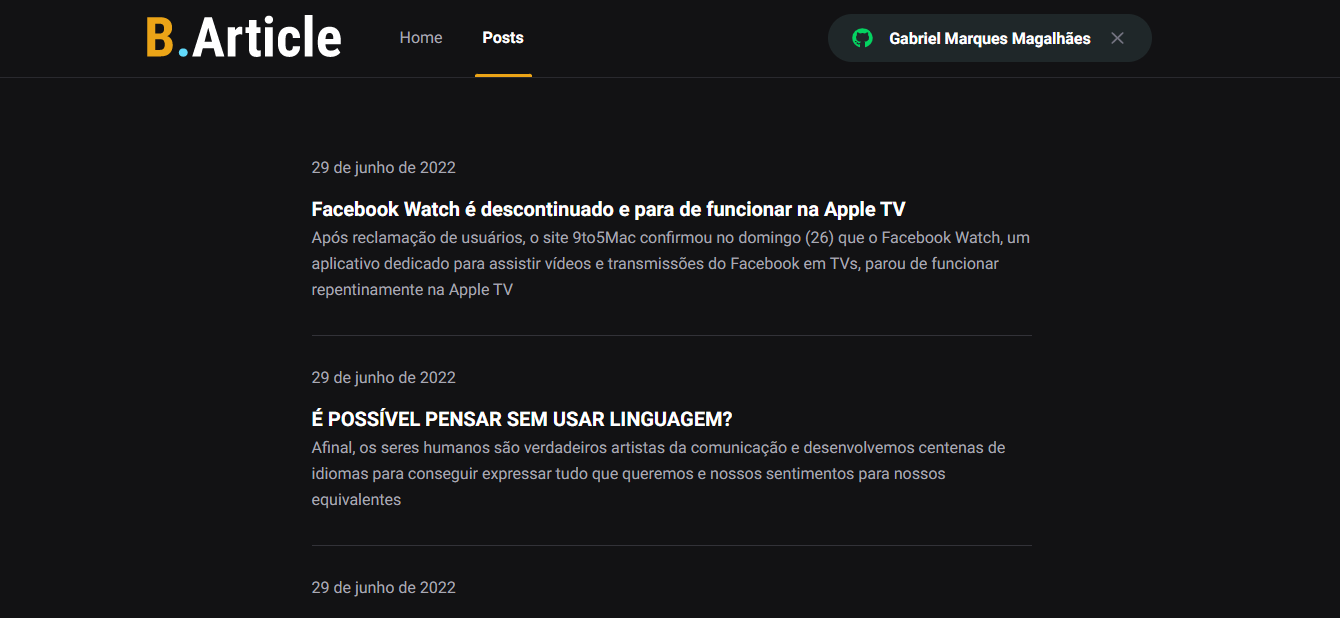 B.Article
Home
Posts
Gabriel Marques Magalhães
29 de junho de 2022
Facebook Watch é descontinuado e para de funcionar na Apple TV
Após reclamação de usuários, o site 9to5Mac confirmou no domingo (26) que o Facebook Watch, um
aplicativo dedicado para assistir vídeos e transmissões do Facebook em TVs, parou de funcionar
repentinamente na Apple TV
29 de junho de 2022
É POSSÍVEL PENSAR SEM USAR LINGUAGEM?
Afinal, os seres humanos são verdadeiros artistas da comunicação e desenvolvemos centenas de
idiomas para conseguir expressar tudo que queremos e nossos sentimentos para nossos
equivalentes
29 de junho de 2022